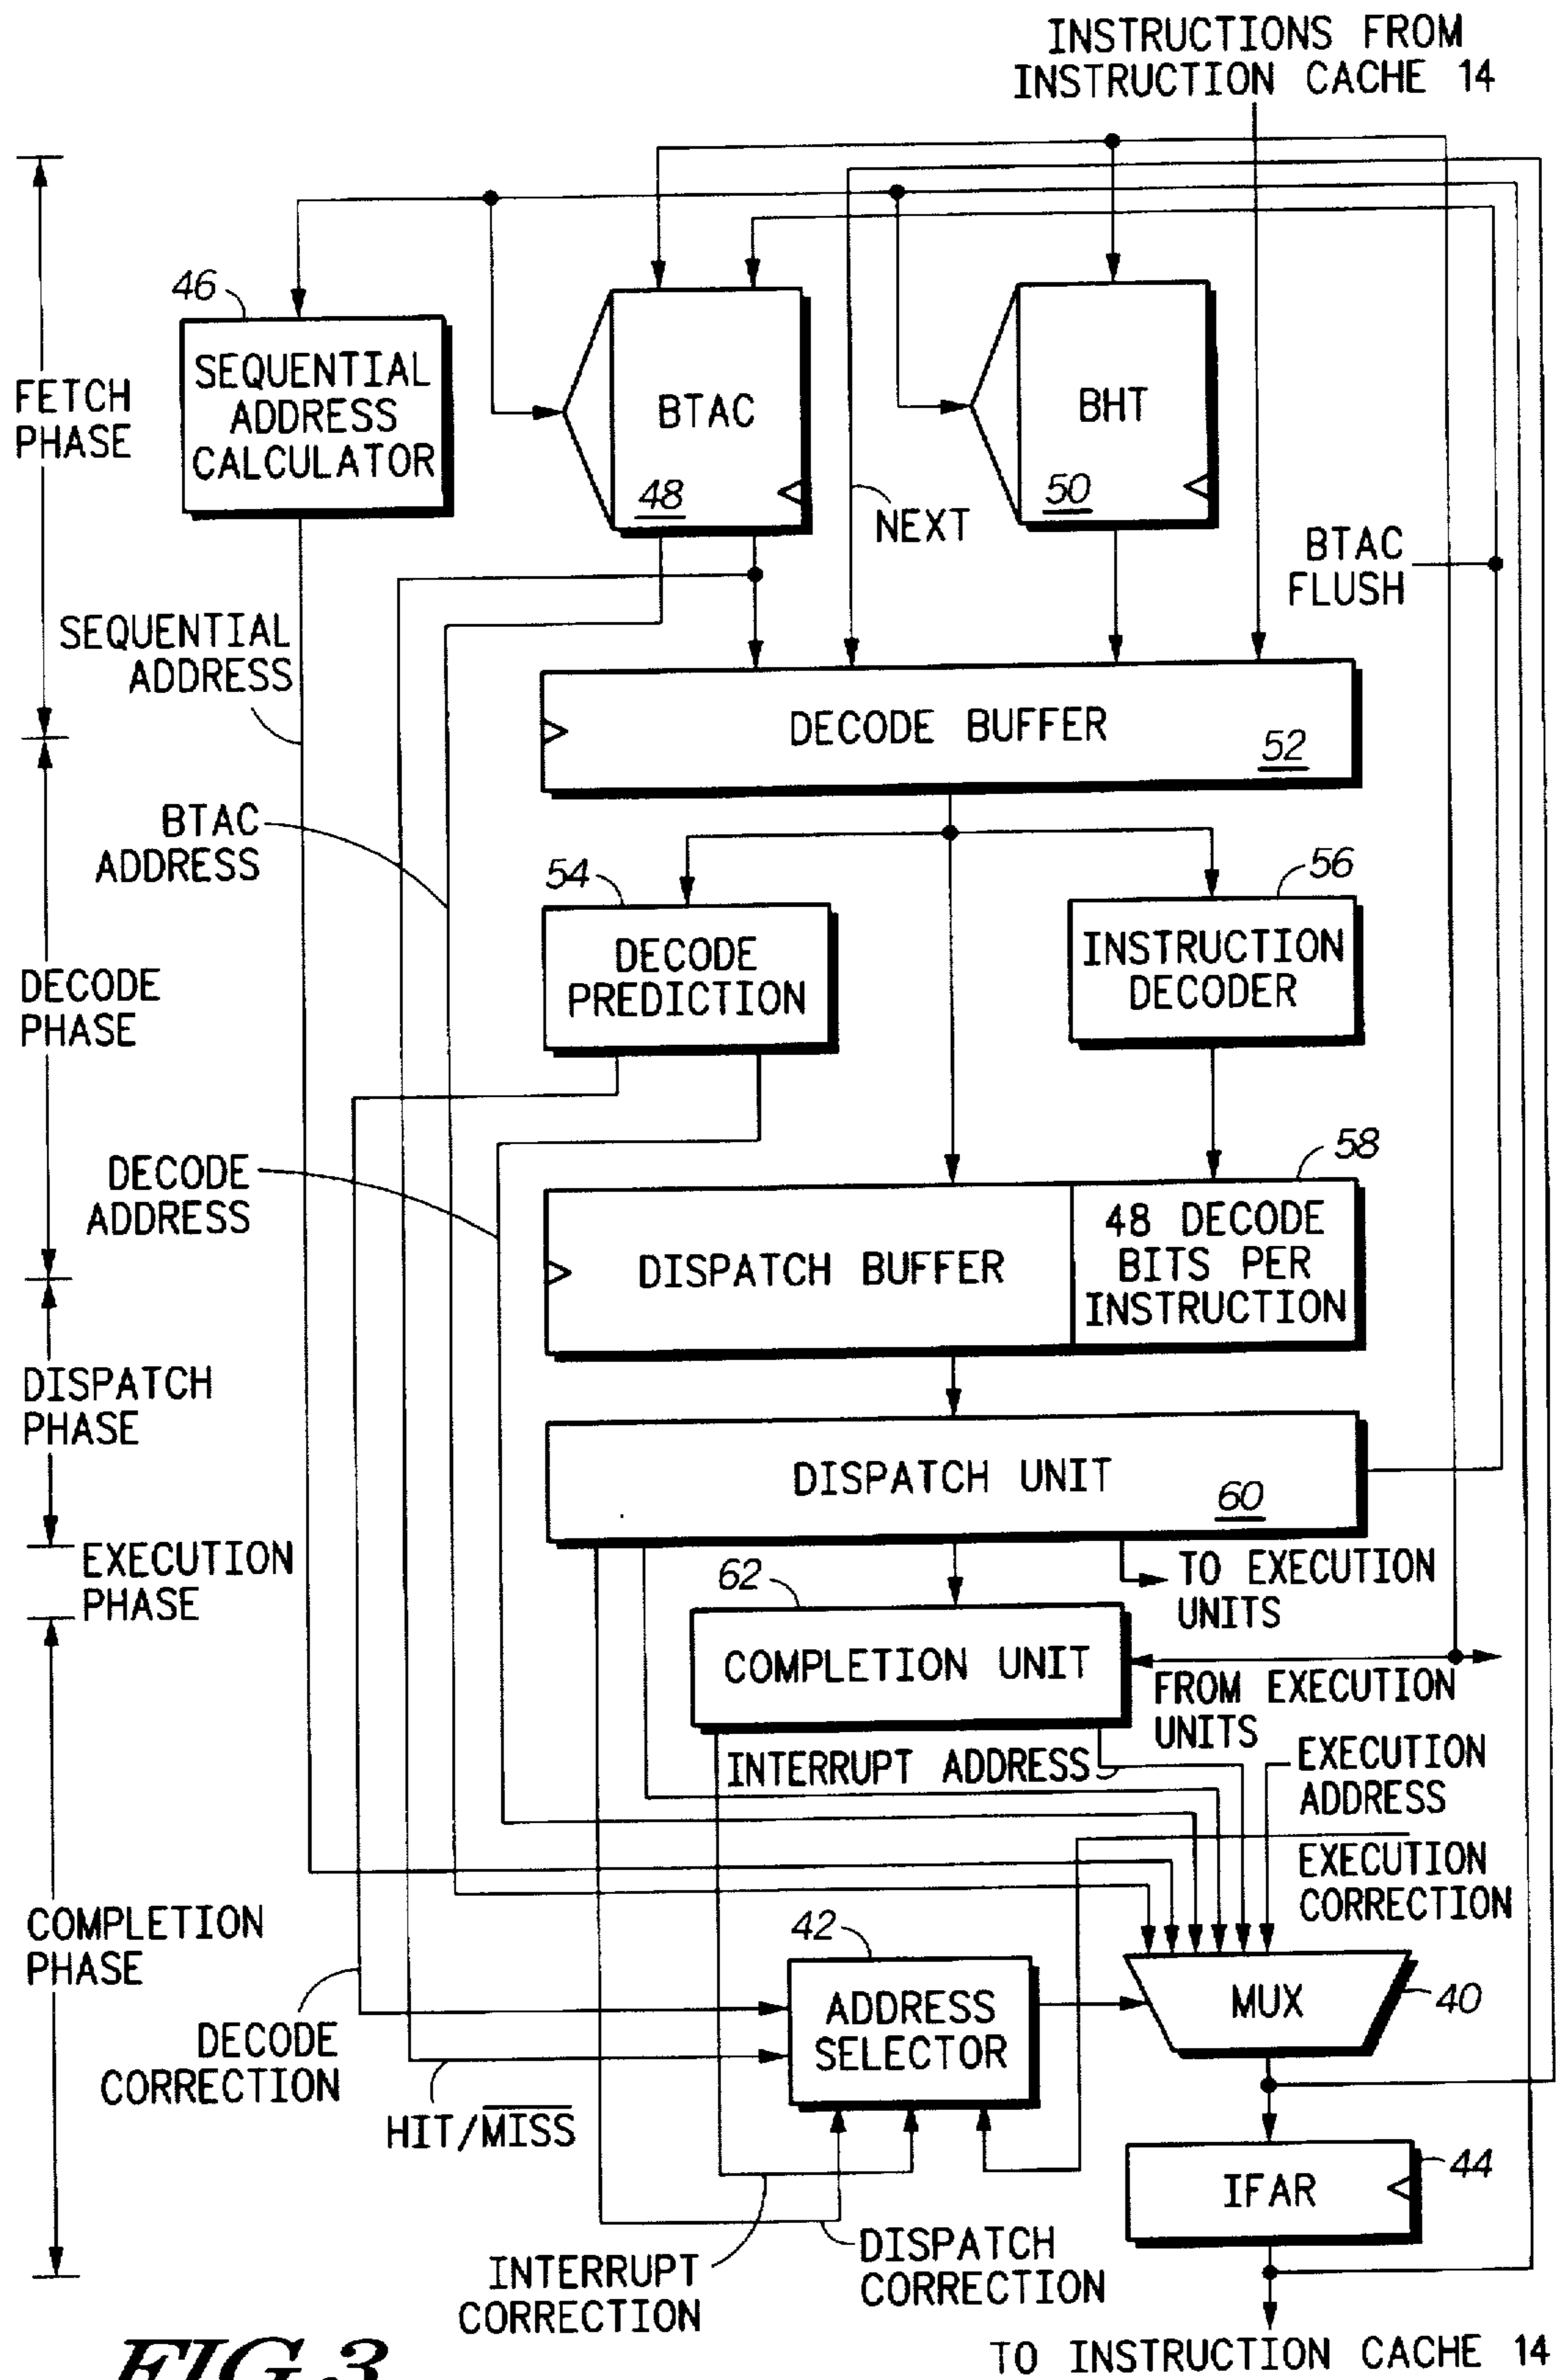 INSTRUCTIONS FROM
INSTRUCTION CACHE 14
46
SEQUENTIAL
ADDRESS
CALCULATOR
BTAC
48
BHT
50
FETCH
PHASE
NEXT
BTAC
FLUSH
SEQUENTIAL
ADDRESS
DECODE BUFFER
52
BTAC
ADDRESS
54
56
DECODE
PREDICTION
INSTRUCTION
DECODER
DECODE
PHASE
DECODE
ADDRESS
58
DISPATCH BUFFER
48 DECODE
BITS PER
INSTRUCTION
DISPATCH
PHASE
DISPATCH UNIT
60
EXECUTION
PHASE
TO EXECUTION
UNITS
62
COMPLETION UNIT
FROM EXECUTION
UNITS
INTERRUPT ADDRESS
EXECUTION
ADDRESS
EXECUTION
CORRECTION
COMPLETION
PHASE
42
ADDRESS
SELECTOR
MUX
40
DECODE
CORRECTION
HIT/MISS
IFAR
44
DISPATCH
CORRECTION
INTERRUPT
CORRECTION
FIG.3
TO INSTRUCTION CACHE 14